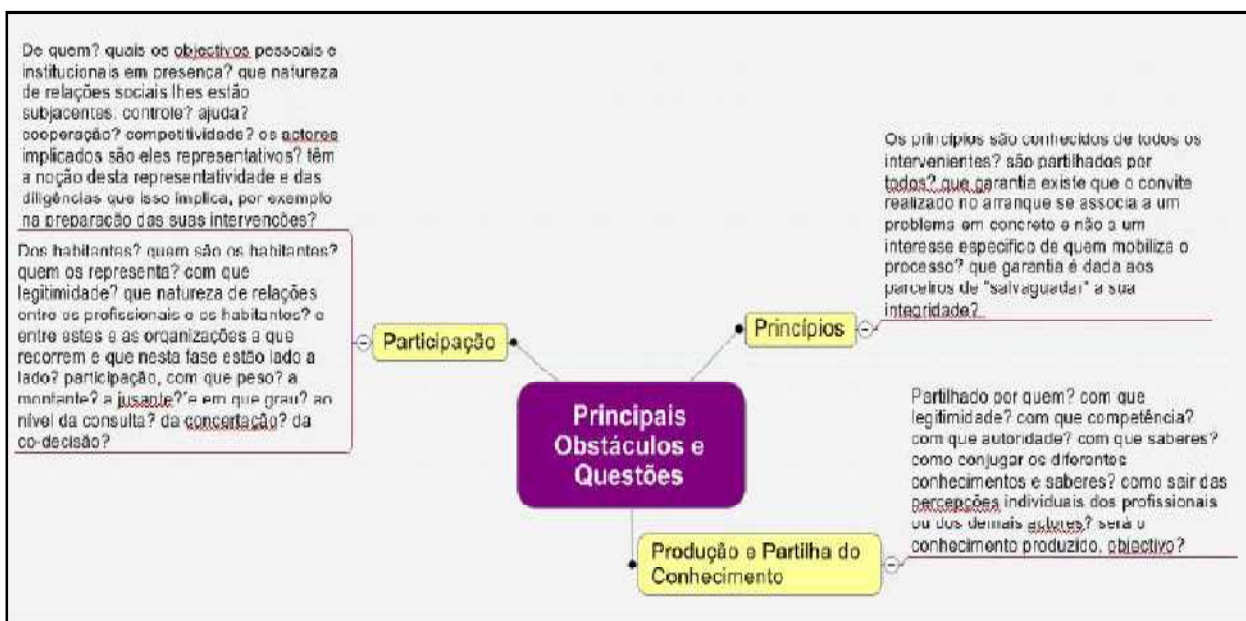 De quem? quais os objectivos pessoais e
institucionais em presença? que natureza
de relações sociais lhes estão
subjacentes: controle? ajuda?
cooperação? competitividade? os actores
implicados são eles representativos? têm
a noção desta representatividade e das
diligências que isso implica, por exemplo
na preparação das suas intervenções?
Dos habitantes? quem são os habitantes?
quem os representa? com que
legitimidade? que natureza de relações
entre os profissionais e os habitantes? e
entre estes e as organizações a que
recorrem e que nesta fase estão lado a
lado? participação, com que peso? a
montante? a jusante? e em que grau? ao
nível da consulta? da concertação? da
co-decisão?
Participação
Principais
Obstáculos e
Questões
Princípios
Os princípios são conhecidos de todos os
intervenientes? são partilhados por
todos? que garantia existe que o convite
realizado no arranque se associa a um
problema em concreto e não a um
interesse especifico de quem mobiliza o
processo? que garantia é dada aos
parceiros de "salvaguadar" a sua
integridade?
Produção e Partilha do
Conhecimento
Partilhado por quem? com que
legitimidade? com que competência?
com que autoridade? com que saberes?
como conjugar os diferentes
conhecimentos e saberes? como sair das
percepções individuais dos profissionais
ou dos demais actores? será o
conhecimento produzido, objectivo?